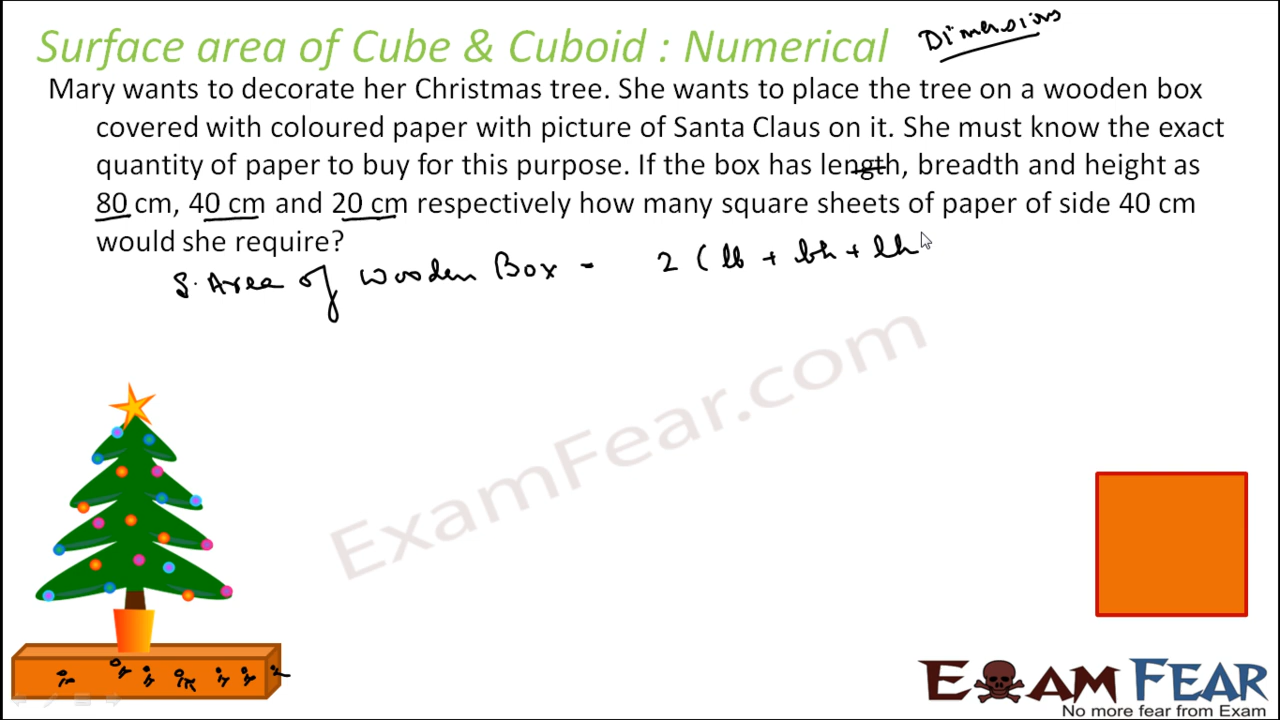 Surface area of Cube & Cuboid : Numerical
Dimensions
Mary wants to decorate her Christmas tree. She wants to place the tree on a wooden box
covered with coloured paper with picture of Santa Claus on it. She must know the exact
quantity of paper to buy for this purpose. If the box has length, breadth and height as
80 cm, 40 cm and 20 cm respectively how many square sheets of paper of side 40 cm
would she require?
S. Area of Wooden Box = 2 ( lb + bh + lh
ExamFear.com
EXAM FEAR
No more fear from Exam